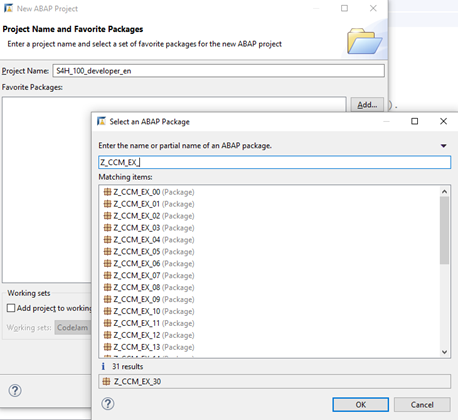 New ABAP Project
Project Name and Favorite Packages
Enter a project name and select a set of favorite packages for the new ABAP project
Project Name: S4H_100_developer_en
Favorite Packages:
Add...
Select an ABAP Package
Enter the name or partial name of an ABAP package.
Z_CCM_EX_
Matching items:
Z_CCM_EX_00 (Package)
Z_CCM_EX_01 (Package)
Z_CCM_EX_02 (Package)
Z_CCM_EX_03 (Package)
Z_CCM_EX_04 (Package)
Z_CCM_EX_05 (Package)
Z_CCM_EX_06 (Package)
Z_CCM_EX_07 (Package)
Z_CCM_EX_08 (Package)
Z_CCM_EX_09 (Package)
Z_CCM_EX_10 (Package)
Z_CCM_EX_11 (Package)
Z_CCM_EX_12 (Package)
Z_CCM_EX_13 (Package)
Working sets
Add project to working
Working sets:
31 results
Z_CCM_EX_30
OK
Cancel